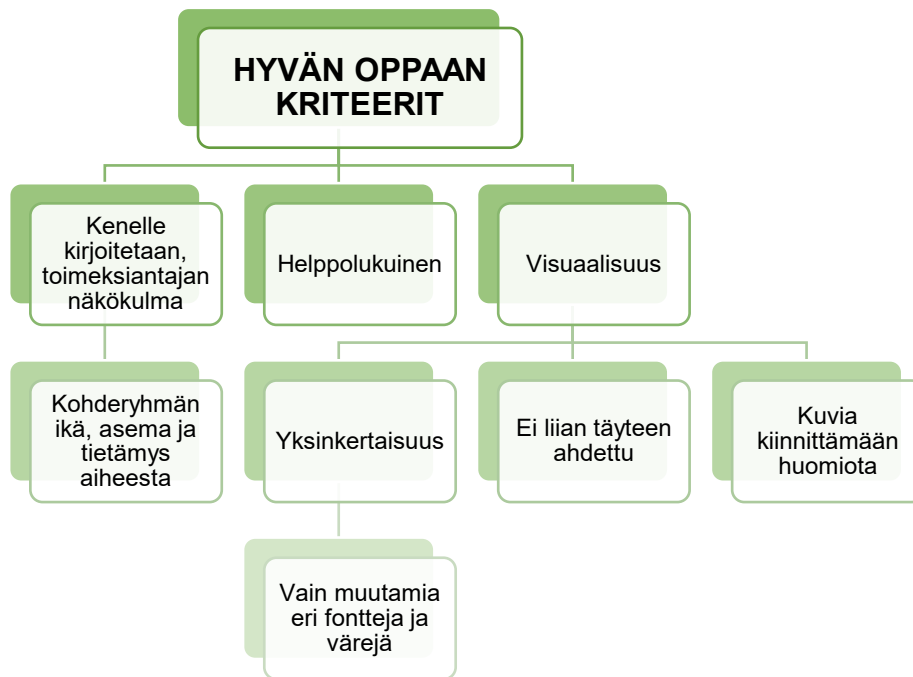 HYVÄN OPPAAN
KRITEERIT
Kenelle
kirjoitetaan,
toimeksiantajan
näkökulma
Helppolukuinen
Visuaalisuus
Kohderyhmän
ikä, asema ja
tietämys
aiheesta
Yksinkertaisuus
Ei liian täyteen
ahdettu
Kuvia
kiinnittämään
huomiota
Vain muutamia
eri fontteja ja
värejä